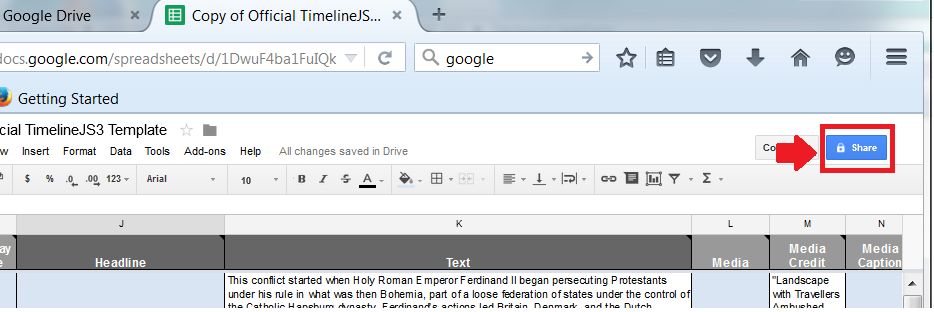 Google Drive
Copy of Official TimelineJS...
docs.google.com/spreadsheets/d/1DwuF4ba1FuIQk
google
Getting Started
cial TimelineJS3 Template
w Insert Format Data Tools Add-ons Help All changes saved in Drive
Co
Share
$ % .0 .00 123 Arial 10 B I S A Σ
J K L M N
ay
e
Headline
Text
Media
Media
Credit
Media
Caption
This conflict started when Holy Roman Emperor Ferdinand II began persecuting Protestants
under his rule in what was then Bohemia, part of a loose federation of states under the control of
the Catholic Hapsburg dynasty. Ferdinand's actions led Britain, Denmark, and the Dutch
"Landscape
with Travellers
Ambushed